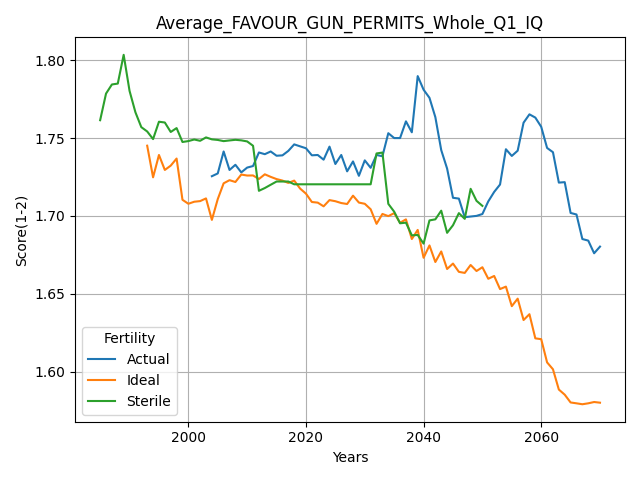 Average_FAVOUR_GUN_PERMITS_Whole_Q1_IQ
Score(1-2)
1.80
1.75
1.70
1.65
1.60
Fertility
Actual
Ideal
Sterile
2000
2020
2040
2060
Years